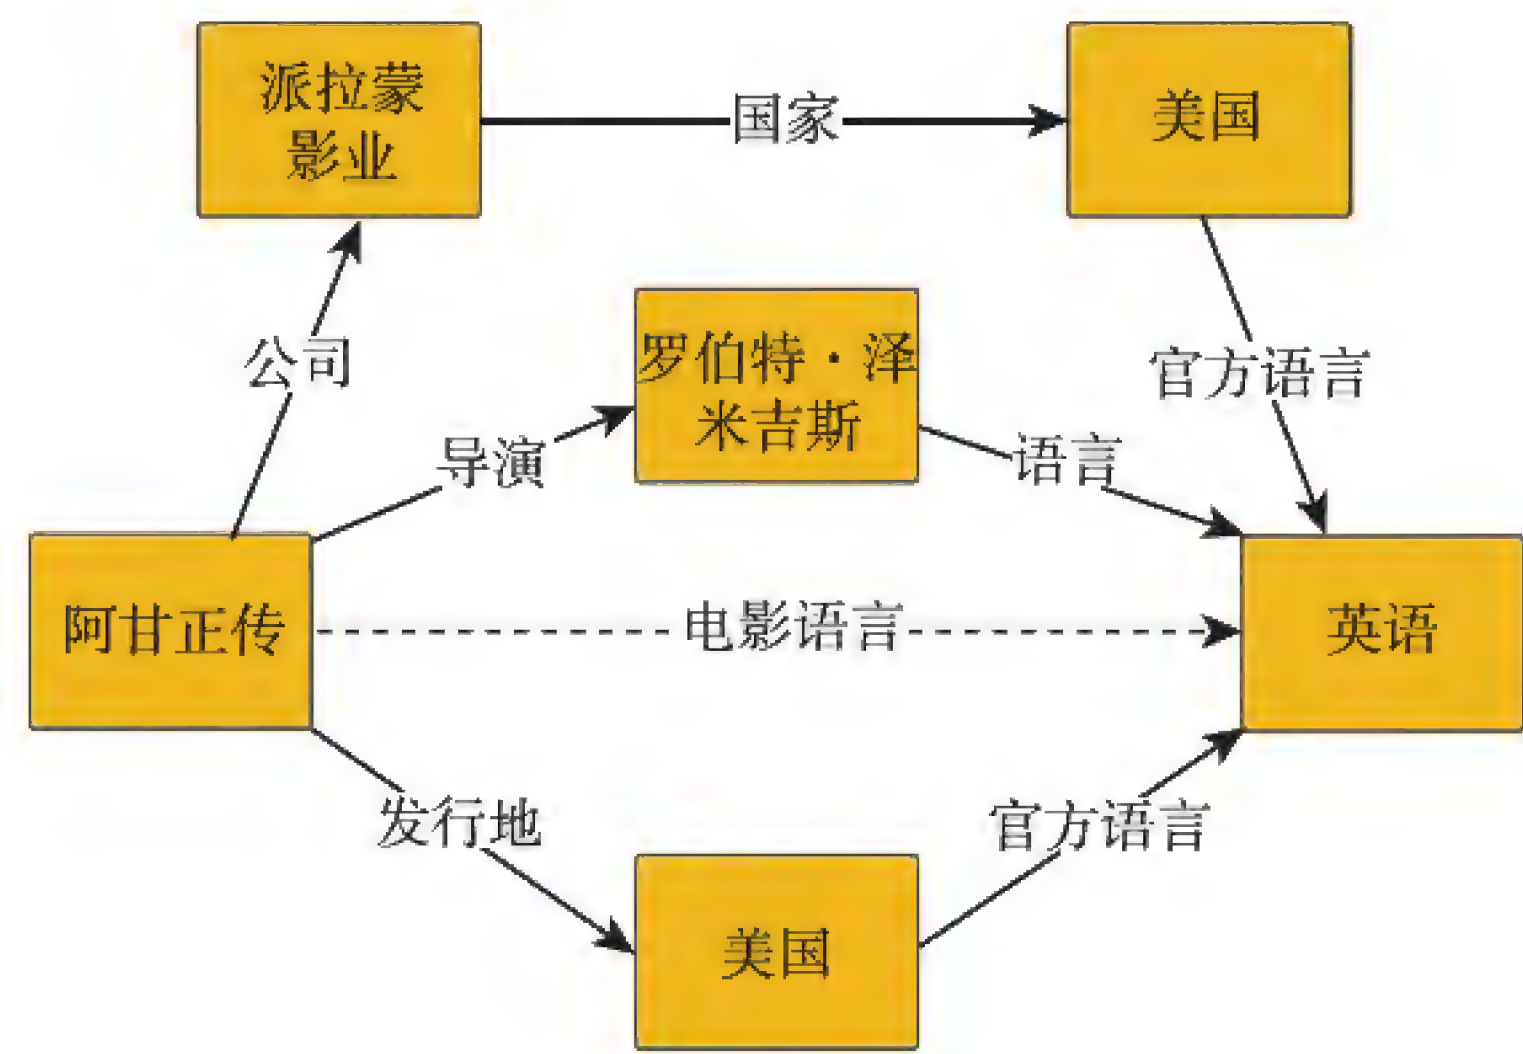 派拉蒙
影业
国家
美国
公司
罗伯特·泽
米吉斯
官方语言
导演
语言
阿甘正传
电影语言
英语
发行地
官方语言
美国